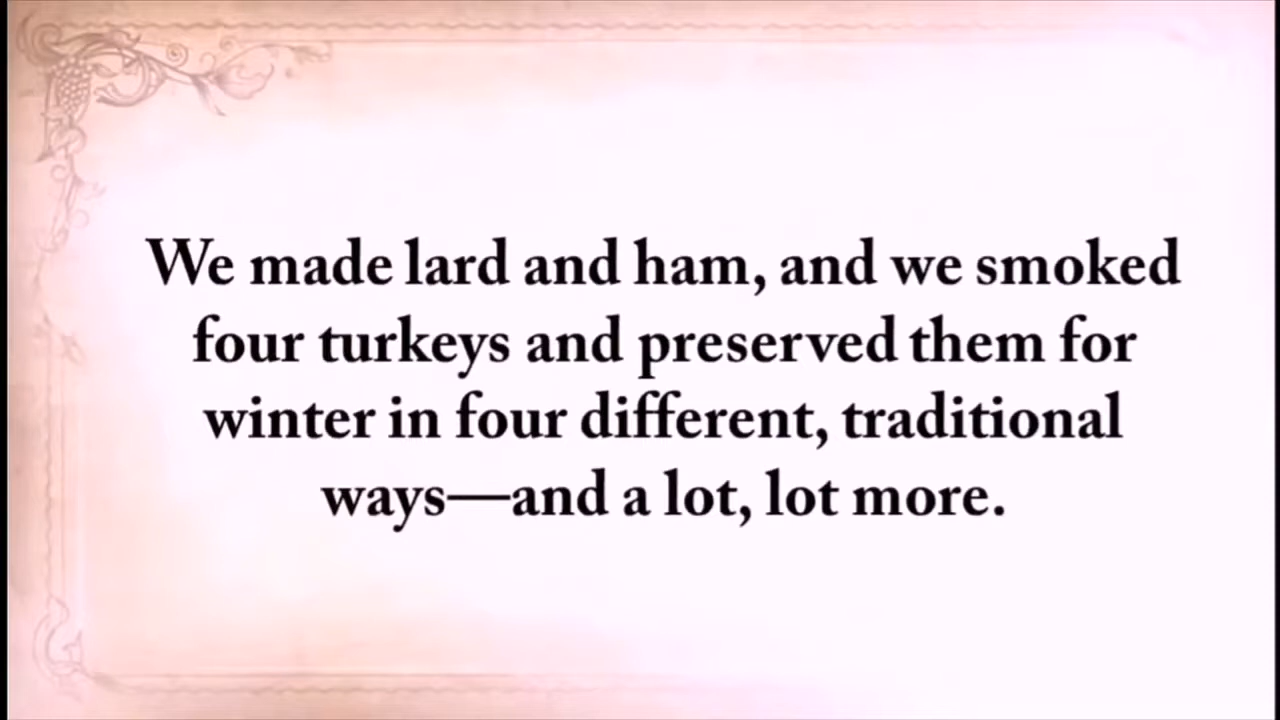 We made lard and ham, and we smoked
four turkeys and preserved them for
winter in four different, traditional
ways—and a lot, lot more.